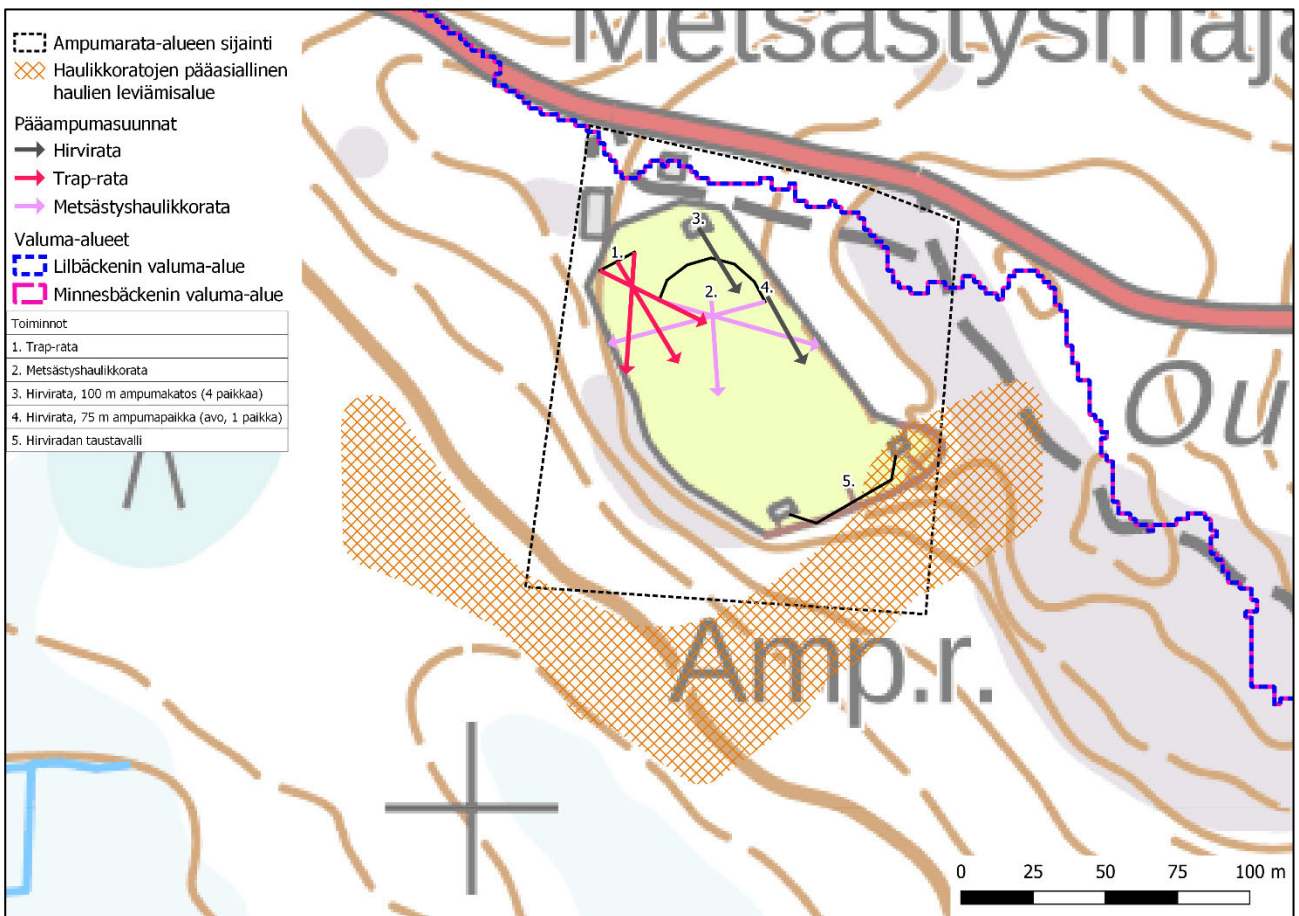 Metsästysmaja
Ampumarata-alueen sijainti
Haulikkoratojen pääasiallinen
haulien leviämisalue
Pääampumasuunnat
Hirvirata
Trap-rata
Metsästyshaulikkorata
Valuma-alueet
Lilbäckenin valuma-alue
Minnesbäckenin valuma-alue
Toiminnot
1. Trap-rata
2. Metsästyshaulikkorata
3. Hirvirata, 100 m ampumakatos (4 paikkaa)
4. Hirvirata, 75 m ampumapaikka (avo, 1 paikka)
5. Hirviradan taustavalli
3.
1.
4.
2.
5.
Ou
Amp.r.
0 25 50 75 100 m